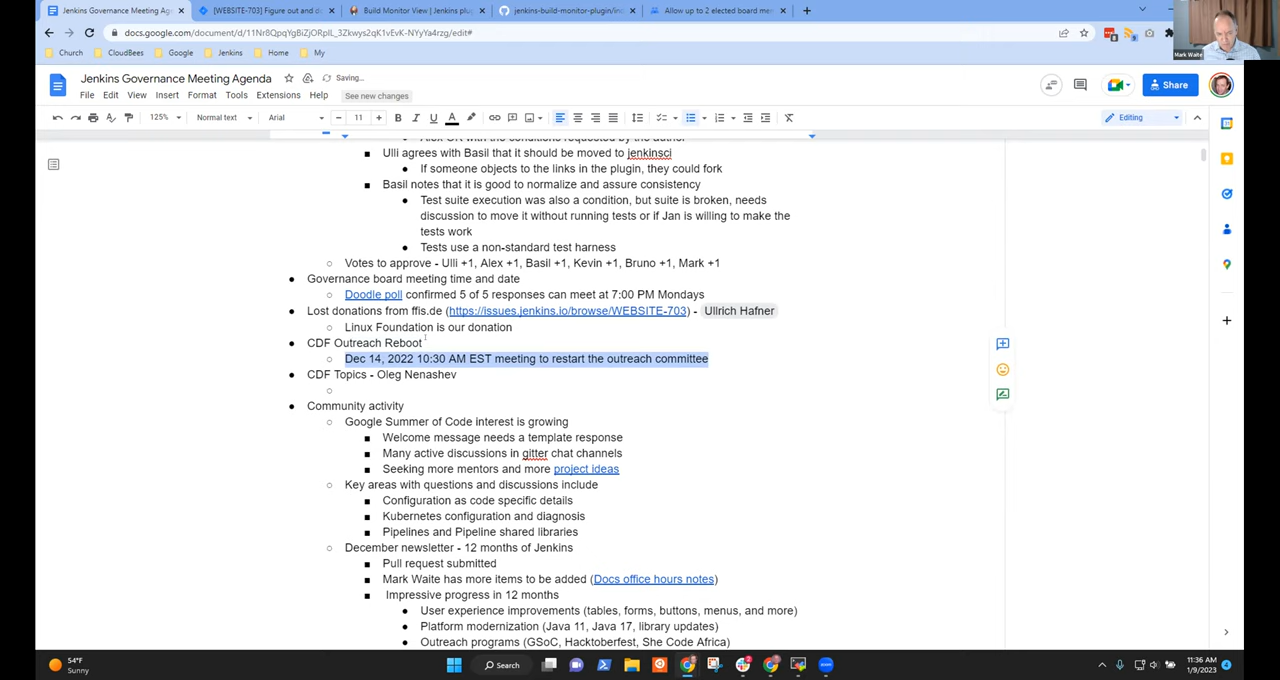 Jenkins Governance Meeting Age
[WEBSITE-703] Figure out and d
Build Monitor View | Jenkins plu
jenkins-build-monitor-plugin/in
Allow up to 2 elected board me
docs.google.com/document/d/11Nr8QpqYgBiZjORpIL_3Zkwys2qK1vEvK-NYyYa4rzg/edit#
Mark Waite
Church
CloudBees
Google
Jenkins
Home
My
Jenkins Governance Meeting Agenda
Saving...
File Edit View Insert Format Tools Extensions Help
See new changes
Share
125% Normal text Arial 11
Editing
Ulli agrees with Basil that it should be moved to jenkinsci
If someone objects to the links in the plugin, they could fork
Basil notes that it is good to normalize and assure consistency
Test suite execution was also a condition, but suite is broken, needs
discussion to move it without running tests or if Jan is willing to make the
tests work
Tests use a non-standard test harness
Votes to approve - Ulli +1, Alex +1, Basil +1, Kevin +1, Bruno +1, Mark +1
Governance board meeting time and date
Doodle poll confirmed 5 of 5 responses can meet at 7:00 PM Mondays
Lost donations from ffis.de (https://issues.jenkins.io/browse/WEBSITE-703) - Ullrich Hafner
Linux Foundation is our donation
CDF Outreach Reboot
Dec 14, 2022 10:30 AM EST meeting to restart the outreach committee
CDF Topics - Oleg Nenashev
Community activity
Google Summer of Code interest is growing
Welcome message needs a template response
Many active discussions in gitter chat channels
Seeking more mentors and more project ideas
Key areas with questions and discussions include
Configuration as code specific details
Kubernetes configuration and diagnosis
Pipelines and Pipeline shared libraries
December newsletter - 12 months of Jenkins
Pull request submitted
Mark Waite has more items to be added (Docs office hours notes)
Impressive progress in 12 months
User experience improvements (tables, forms, buttons, menus, and more)
Platform modernization (Java 11, Java 17, library updates)
Outreach programs (GSoC, Hacktoberfest, She Code Africa)
54°F
Sunny
Search
11:36 AM
1/9/2023